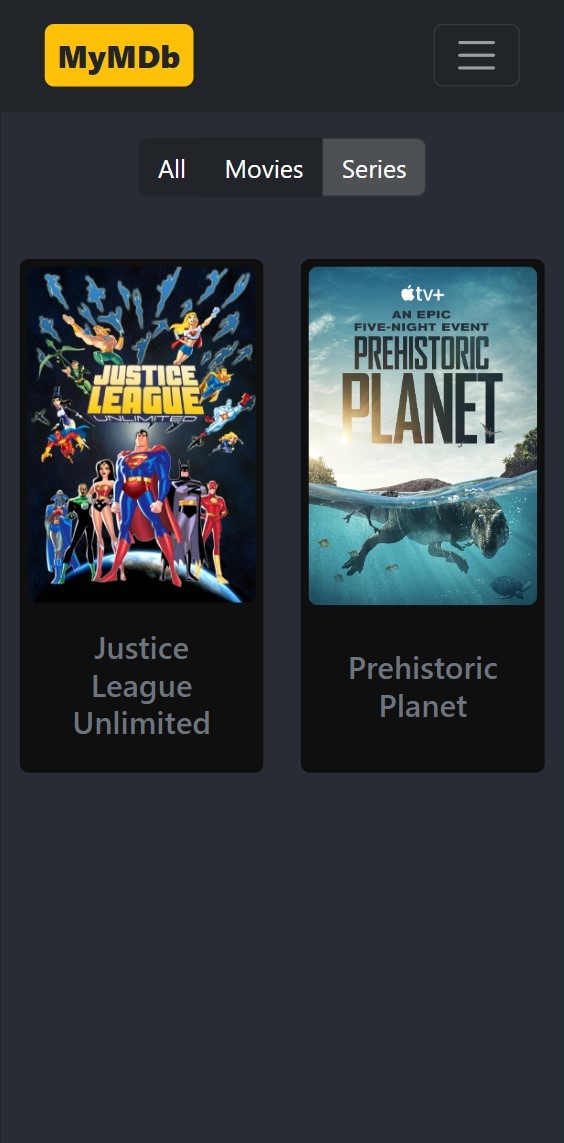 MyMDb
All Movies Series
JUSTICE
LEAGUE
UNLIMITED
tv+
AN EPIC
FIVE-NIGHT EVENT
PREHISTORIC
PLANET
Justice
League
Unlimited
Prehistoric
Planet